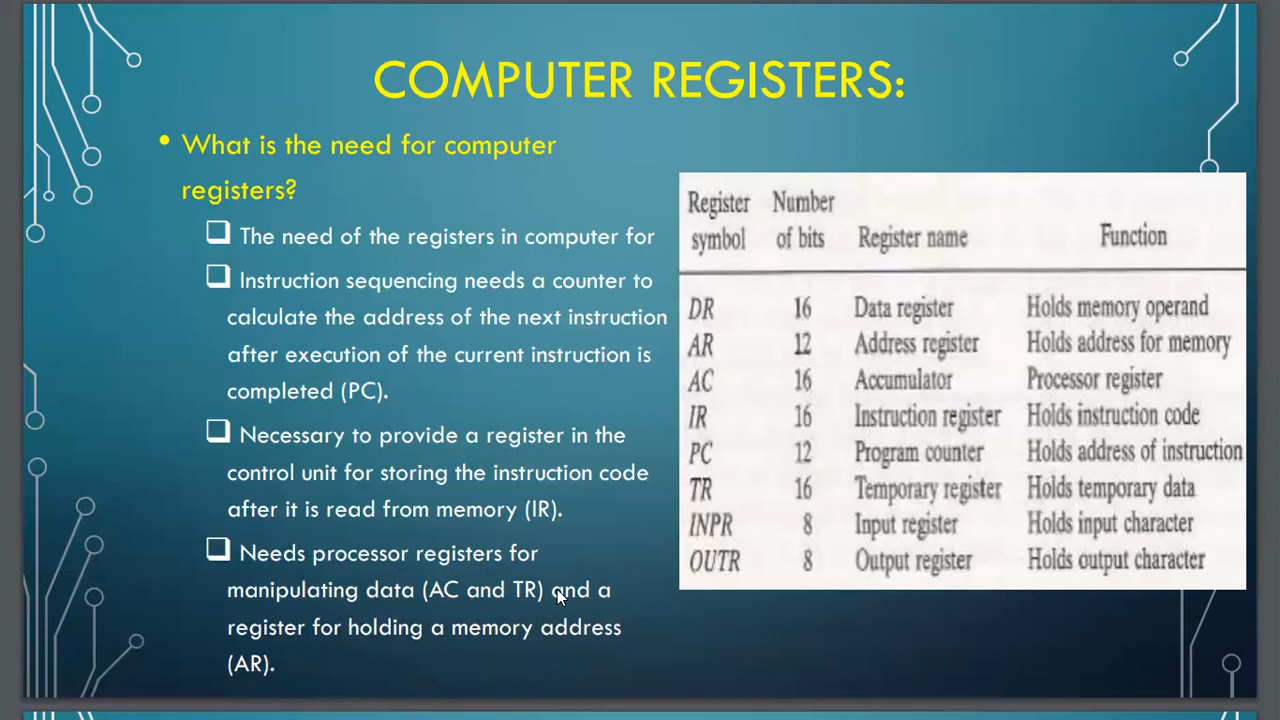 COMPUTER REGISTERS:
• What is the need for computer
registers?
❑ The need of the registers in computer for
❑ Instruction sequencing needs a counter to
calculate the address of the next instruction
after execution of the current instruction is
completed (PC).
❑ Necessary to provide a register in the
control unit for storing the instruction code
after it is read from memory (IR).
❑ Needs processor registers for
manipulating data (AC and TR) and a
register for holding a memory address
(AR).
Register Number
symbol of bits Register name Function
DR 16 Data register Holds memory operand
AR 12 Address register Holds address for memory
AC 16 Accumulator Processor register
IR 16 Instruction register Holds instruction code
PC 12 Program counter Holds address of instruction
TR 16 Temporary register Holds temporary data
INPR 8 Input register Holds input character
OUTR 8 Output register Holds output character